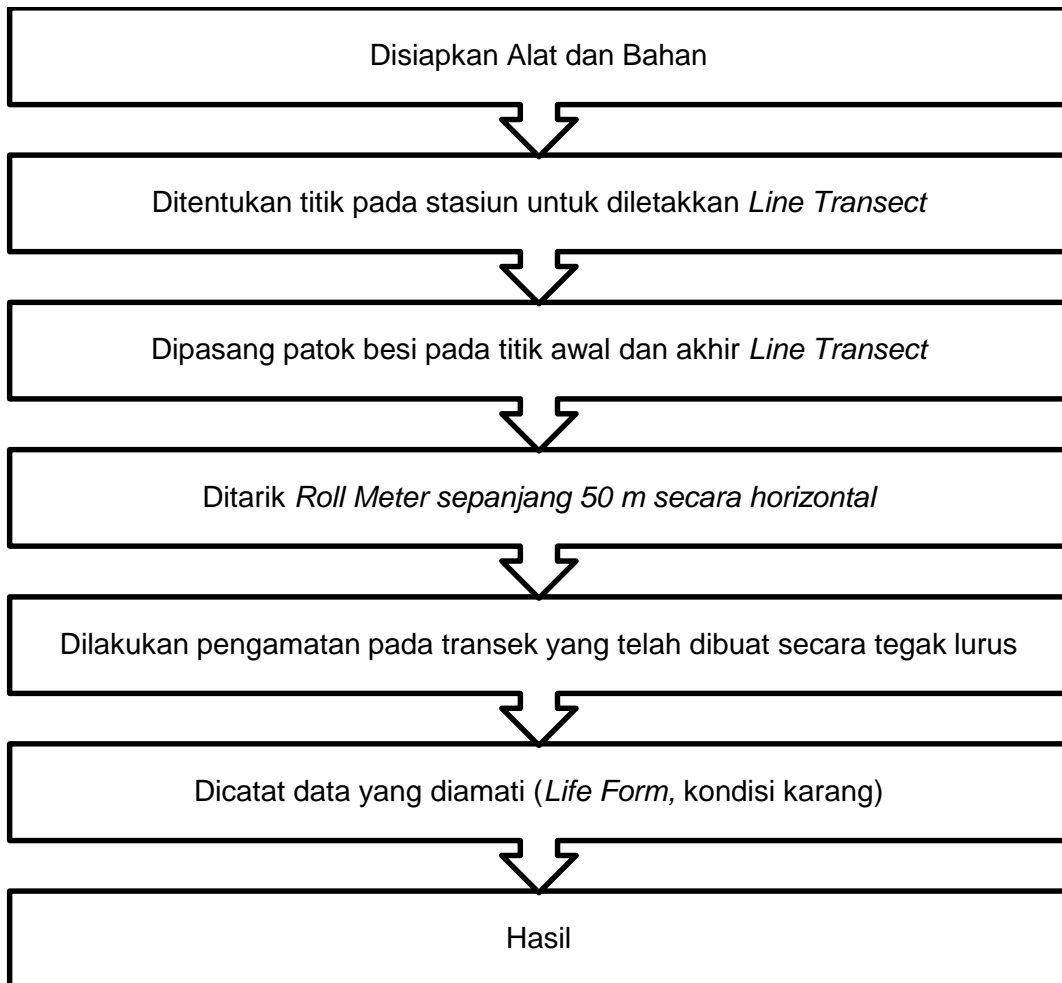 Disiapkan Alat dan Bahan
Ditentukan titik pada stasiun untuk diletakkan Line Transect
Dipasang patok besi pada titik awal dan akhir Line Transect
Ditarik Roll Meter sepanjang 50 m secara horizontal
Dilakukan pengamatan pada transek yang telah dibuat secara tegak lurus
Dicatat data yang diamati (Life Form, kondisi karang)
Hasil